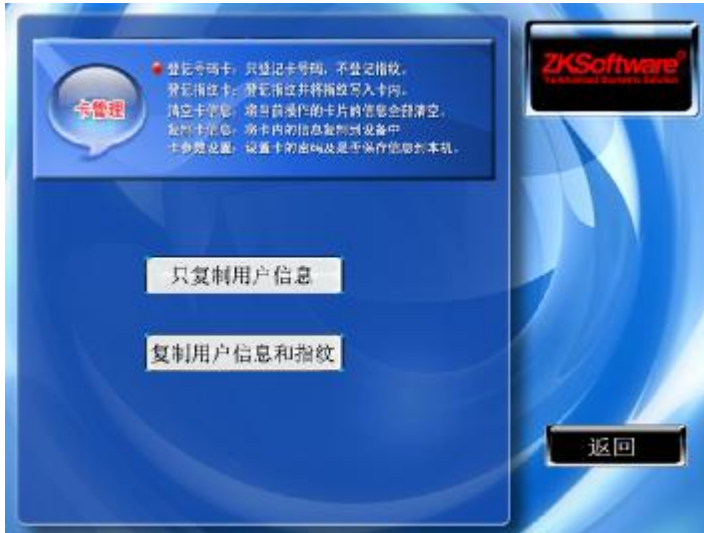 卡管理
登记号码卡：只登记卡号码，不登记指纹。
登记指纹卡：登记指纹并将指纹写入卡内。
清空卡信息：将当前操作的卡片的信息全部清空。
复制卡信息：将卡内的信息复制到设备中
卡参数设置：设置卡的密码及是否保存信息到本机。
ZKSoftware®
只复制用户信息
复制用户信息和指纹
返回